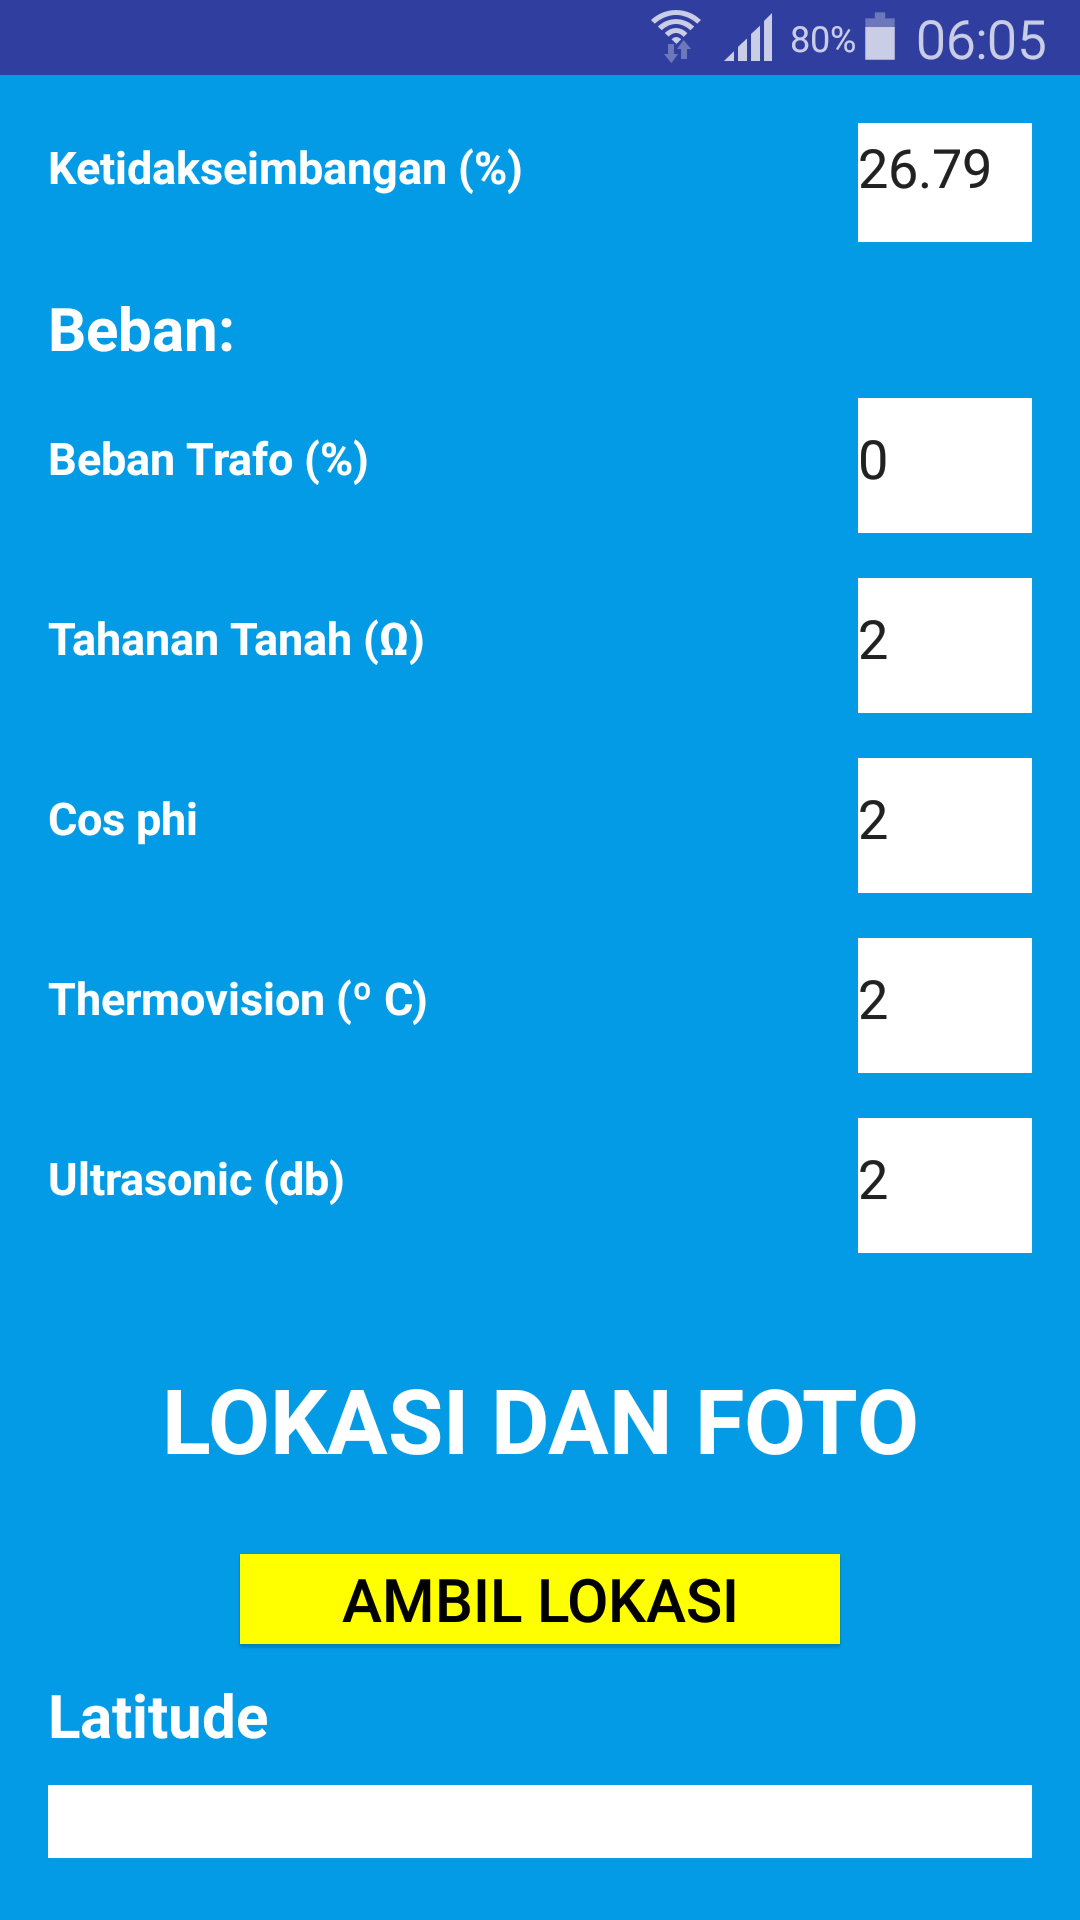 80% 06:05
Ketidakseimbangan (%) 26.79
Beban:
Beban Trafo (%) 0
Tahanan Tanah (Ω) 2
Cos phi 2
Thermovision (º C) 2
Ultrasonic (db) 2
LOKASI DAN FOTO
AMBIL LOKASI
Latitude